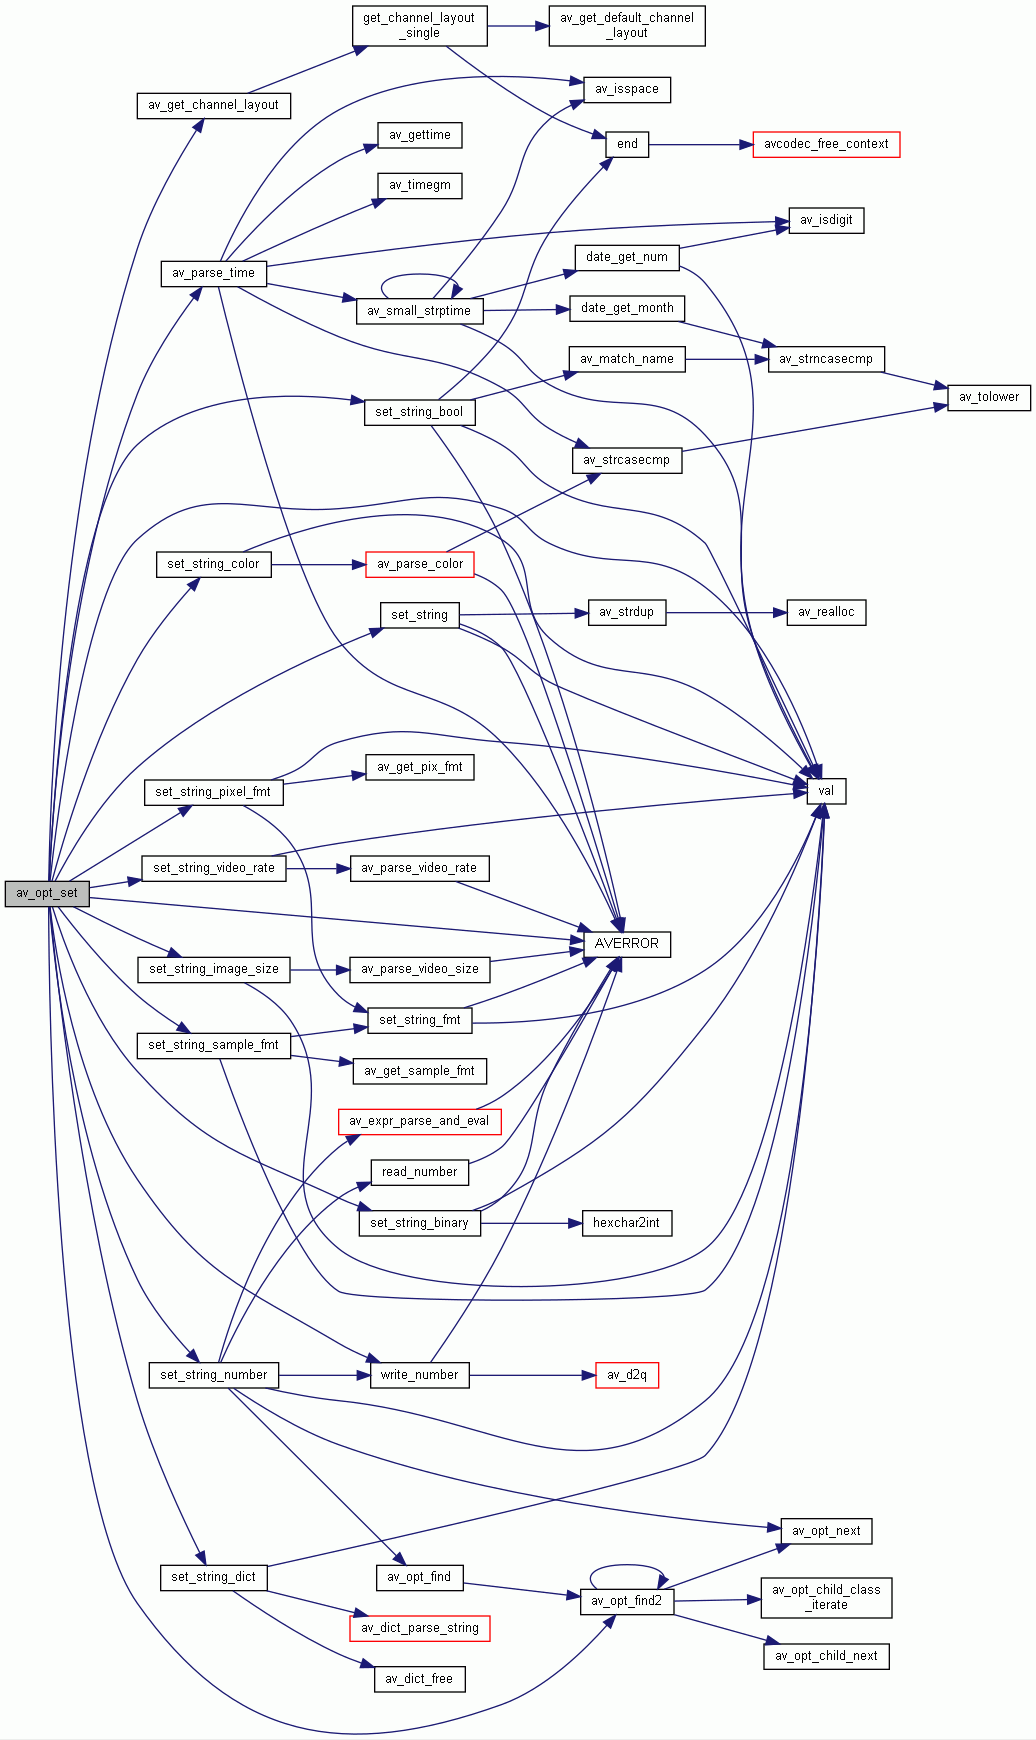 get_channel_layout
_single
av_get_default_channel
_layout
av_isspace
av_get_channel_layout
av_gettime
end
avcodec_free_context
av_timegm
av_isdigit
date_get_num
av_parse_time
date_get_month
av_small_strptime
av_match_name
av_strncasecmp
av_tolower
set_string_bool
av_strcasecmp
set_string_color
av_parse_color
set_string
av_strdup
av_realloc
av_get_pix_fmt
set_string_pixel_fmt
val
set_string_video_rate
av_parse_video_rate
av_opt_set
AVERROR
set_string_image_size
av_parse_video_size
set_string_fmt
set_string_sample_fmt
av_get_sample_fmt
av_expr_parse_and_eval
read_number
set_string_binary
hexchar2int
set_string_number
write_number
av_d2q
av_opt_next
set_string_dict
av_opt_find
av_opt_find2
av_opt_child_class
_iterate
av_dict_parse_string
av_opt_child_next
av_dict_free